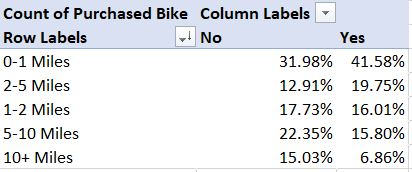 Count of Purchased Bike Column Labels
Row Labels No Yes
0-1 Miles 31.98% 41.58%
2-5 Miles 12.91% 19.75%
1-2 Miles 17.73% 16.01%
5-10 Miles 22.35% 15.80%
10+ Miles 15.03% 6.86%